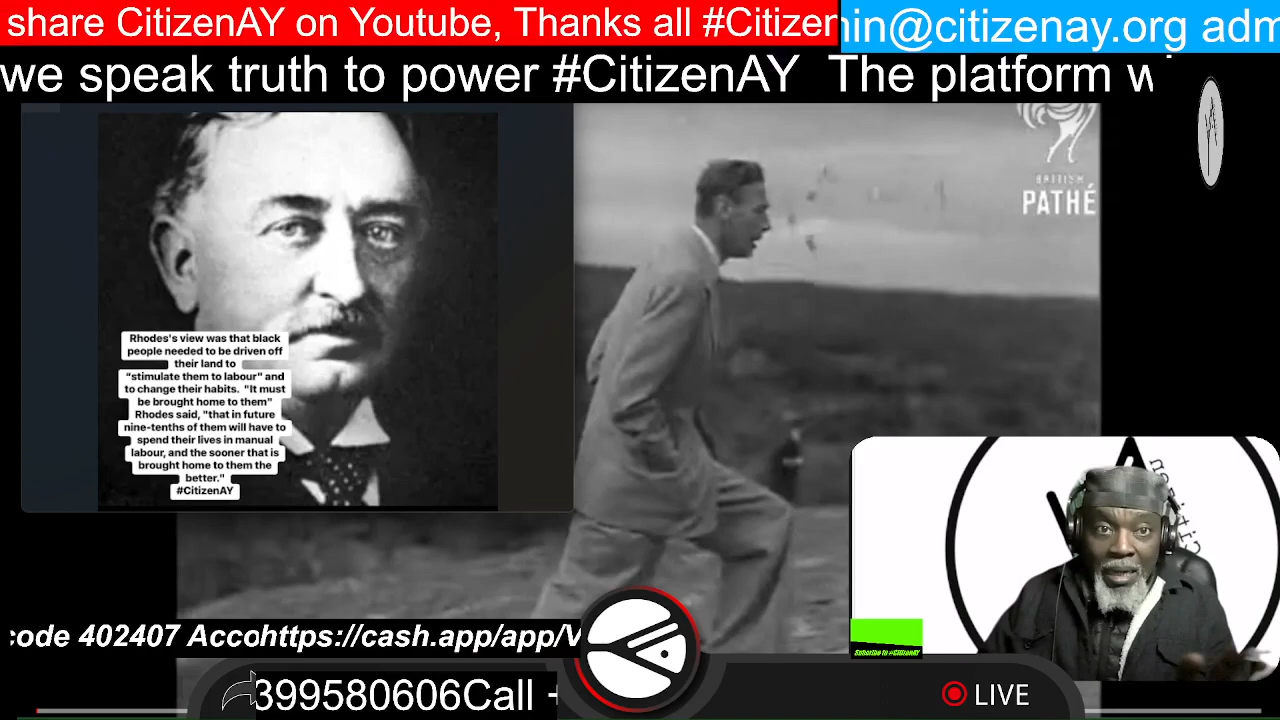 share CitizenAY on Youtube, Thanks all #Citizen
in@citizenay.org adm
we speak truth to power #CitizenAY The platform w
BRITISH
PATHÉ
Rhodes's view was that black
people needed to be driven off
their land to
"stimulate them to labour" and
to change their habits. "It must
be brought home to them"
Rhodes said, "that in future
nine-tenths of them will have to
spend their lives in manual
labour, and the sooner that is
brought home to them the
better."
#CitizenAY
Subcribe to #CitizenAY
code 402407 Accohttps://cash.app/app/V
399580606Call +
LIVE